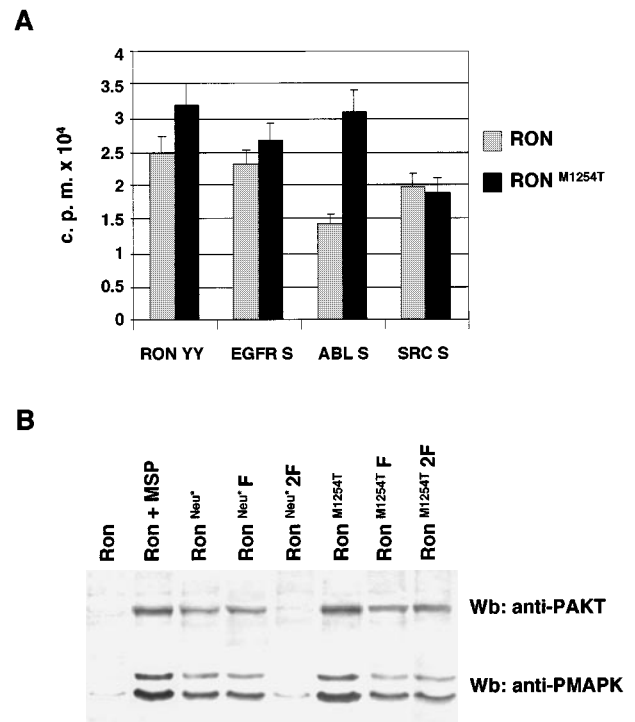 A
c. p. m. x 10⁴
4
3.5
3
2.5
2
1.5
1
0.5
0
RON YY EGFR S ABL S SRC S
RON
RON M1254T
B
Ron
Ron + MSP
Ron Neu*
Ron Neu* F
Ron Neu* 2F
Ron M1254T
Ron M1254T F
Ron M1254T 2F
Wb: anti-PAKT
Wb: anti-PMAPK